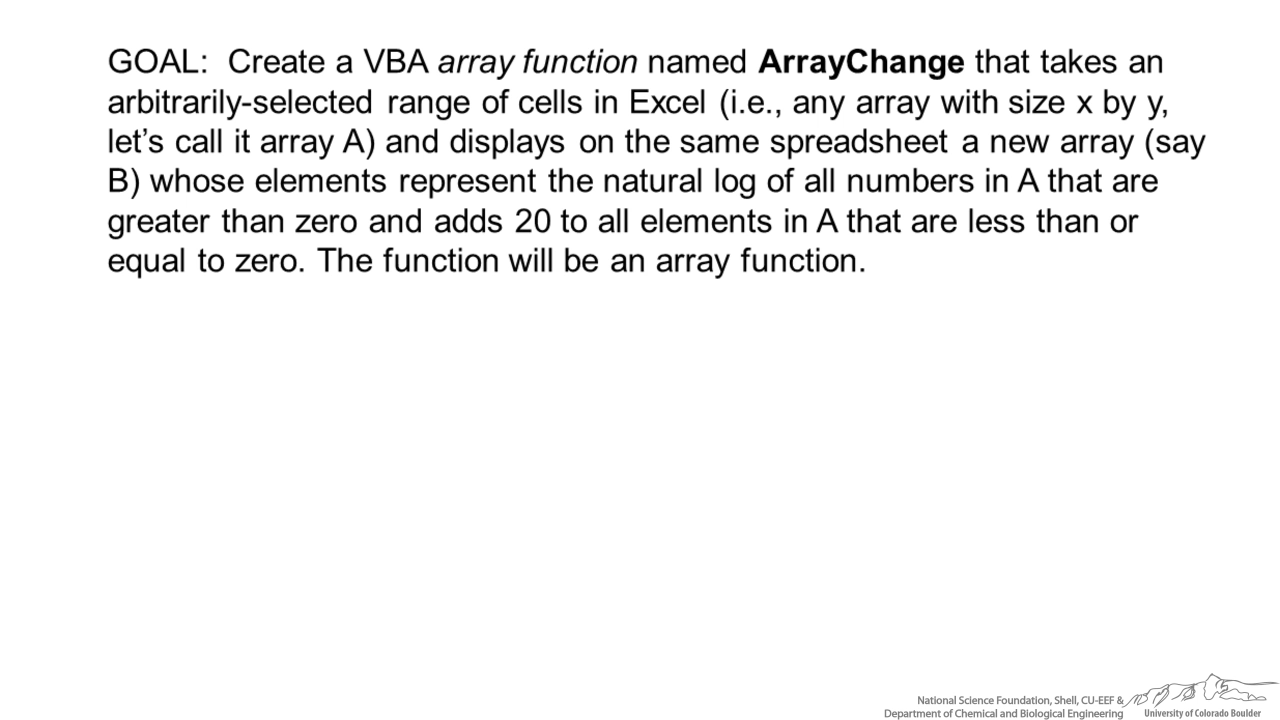 GOAL:  Create a VBA array function named ArrayChange that takes an
arbitrarily-selected range of cells in Excel (i.e., any array with size x by y,
let’s call it array A) and displays on the same spreadsheet a new array (say
B) whose elements represent the natural log of all numbers in A that are
greater than zero and adds 20 to all elements in A that are less than or
equal to zero. The function will be an array function.
National Science Foundation, Shell, CU-EEF &
Department of Chemical and Biological Engineering
University of Colorado Boulder